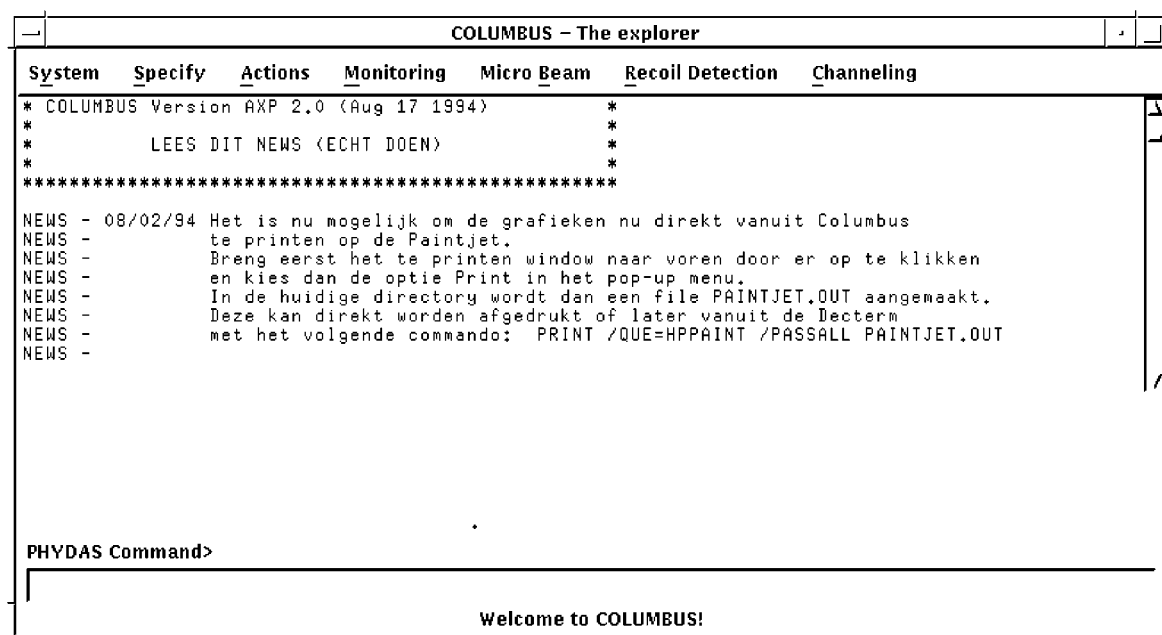 COLUMBUS – The explorer
System Specify Actions Monitoring Micro Beam Recoil Detection Channeling
* COLUMBUS Version AXP 2.0 (Aug 17 1994) *
* *
* LEES DIT NEWS (ECHT DOEN) *
* *
***************************************************
NEWS - 08/02/94 Het is nu mogelijk om de grafieken nu direkt vanuit Columbus
NEWS - te printen op de Paintjet.
NEWS - Breng eerst het te printen window naar voren door er op te klikken
NEWS - en kies dan de optie Print in het pop-up menu.
NEWS - In de huidige directory wordt dan een file PAINTJET.OUT aangemaakt.
NEWS - Deze kan direkt worden afgedrukt of later vanuit de Decterm
NEWS - met het volgende commando: PRINT /QUE=HPPAINT /PASSALL PAINTJET.OUT
NEWS -
PHYDAS Command>
Welcome to COLUMBUS!